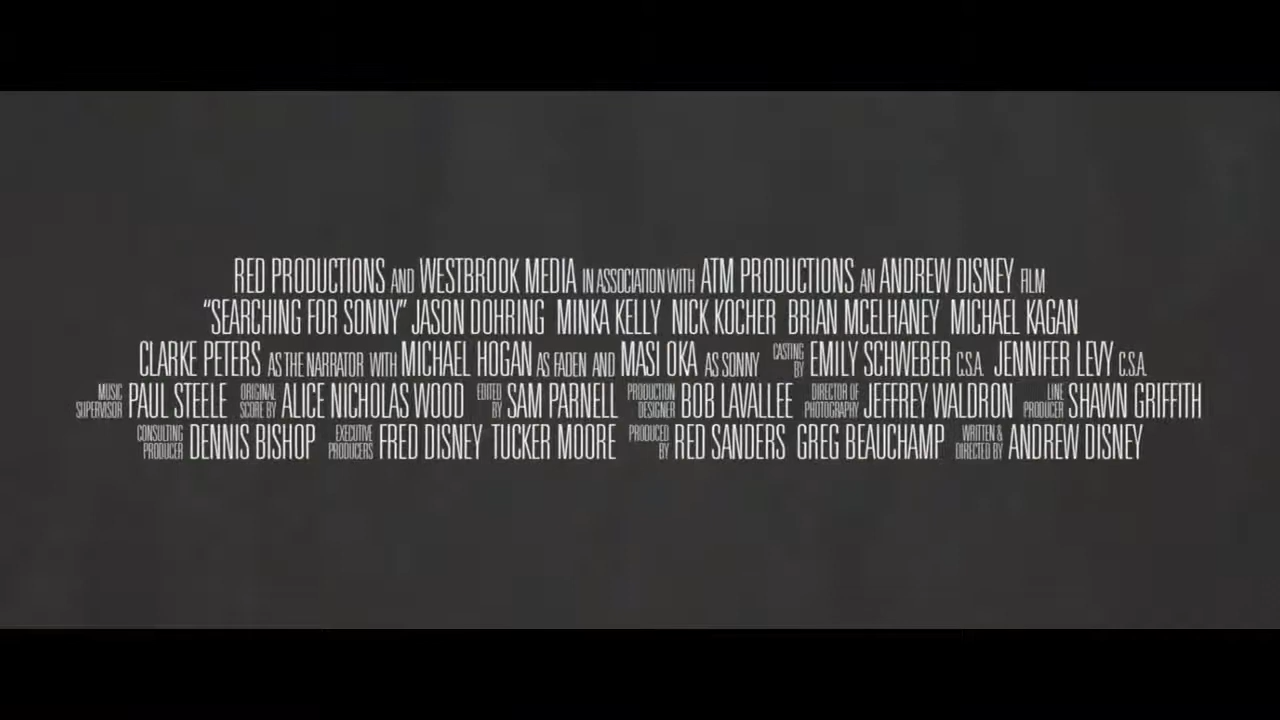 RED PRODUCTIONS AND WESTBROOK MEDIA IN ASSOCIATION WITH ATM PRODUCTIONS AN ANDREW DISNEY FILM
"SEARCHING FOR SONNY" JASON DOHRING MINKA KELLY NICK KOCHER BRIAN MCELHANEY MICHAEL KAGAN
CLARKE PETERS AS THE NARRATOR WITH MICHAEL HOGAN AS FADEN AND MASI OKA AS SONNY CASTING BY EMILY SCHWEBER C.S.A. JENNIFER LEVY C.S.A.
MUSIC SUPERVISOR PAUL STEELE ORIGINAL SCORE BY ALICE NICHOLAS WOOD EDITED BY SAM PARNELL PRODUCTION DESIGNER BOB LAVALLEE DIRECTOR OF PHOTOGRAPHY JEFFREY WALDRON LINE PRODUCER SHAWN GRIFFITH
CONSULTING PRODUCER DENNIS BISHOP EXECUTIVE PRODUCERS FRED DISNEY TUCKER MOORE PRODUCED BY RED SANDERS GREG BEAUCHAMP WRITTEN & DIRECTED BY ANDREW DISNEY